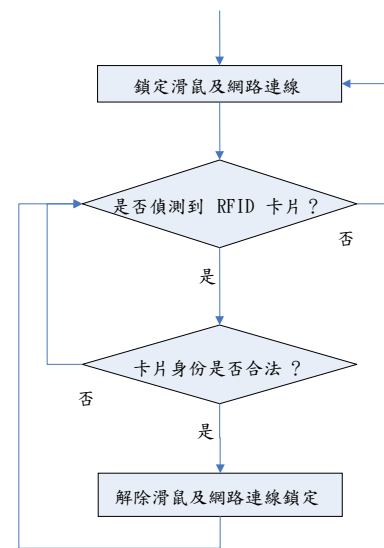 鎖定滑鼠及網路連線
是否偵測到 RFID 卡片?
否
是
卡片身份是否合法 ?
否
是
解除滑鼠及網路連線鎖定